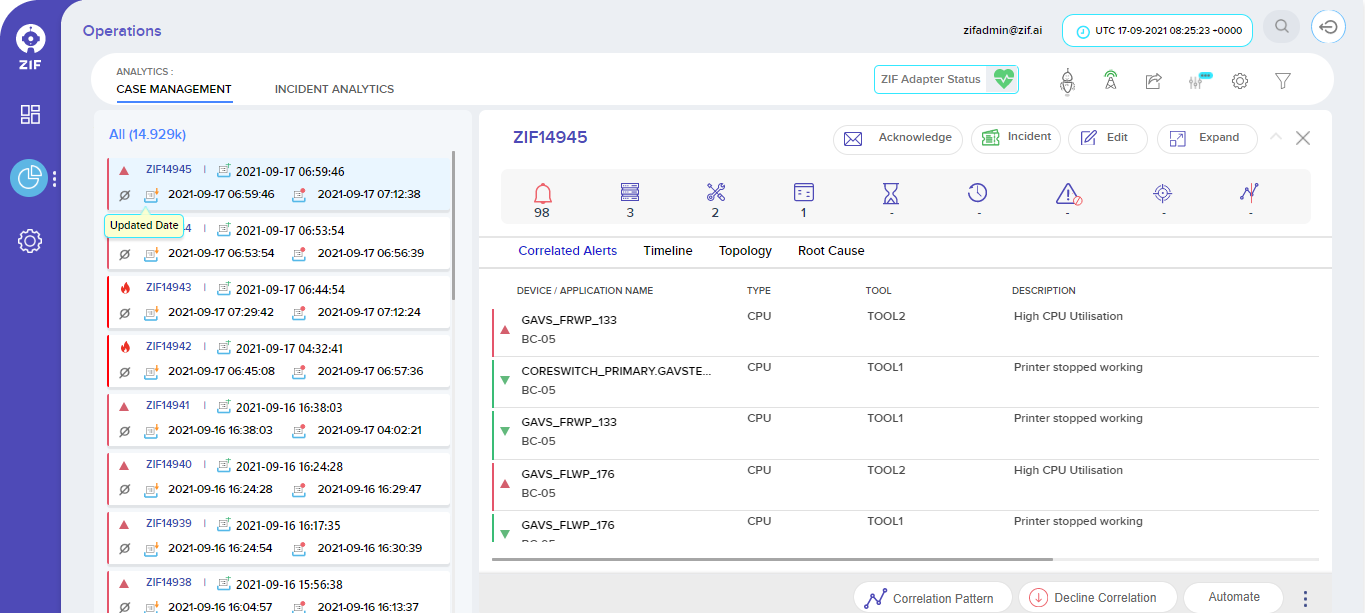 Operations
zifadmin@zif.ai
UTC 17-09-2021 08:25:23 +0000
ZIF
ANALYTICS :
CASE MANAGEMENT
INCIDENT ANALYTICS
ZIF Adapter Status
All (14.929k)
ZIF14945
2021-09-17 06:59:46
2021-09-17 06:59:46
2021-09-17 07:12:38
Updated Date
4
2021-09-17 06:53:54
2021-09-17 06:53:54
2021-09-17 06:56:39
ZIF14943
2021-09-17 06:44:54
2021-09-17 07:29:42
2021-09-17 07:12:24
ZIF14942
2021-09-17 04:32:41
2021-09-17 06:45:08
2021-09-17 06:57:36
ZIF14941
2021-09-16 16:38:03
2021-09-16 16:38:03
2021-09-17 04:02:21
ZIF14940
2021-09-16 16:24:28
2021-09-16 16:24:28
2021-09-16 16:29:47
ZIF14939
2021-09-16 16:17:35
2021-09-16 16:24:54
2021-09-16 16:30:39
ZIF14938
2021-09-16 15:56:38
2021-09-16 16:04:57
2021-09-16 16:13:37
ZIF14945
Acknowledge
Incident
Edit
Expand
98
3
2
1
-
-
-
-
-
Correlated Alerts
Timeline
Topology
Root Cause
DEVICE / APPLICATION NAME
TYPE
TOOL
DESCRIPTION
GAVS_FRWP_133
BC-05
CPU
TOOL2
High CPU Utilisation
CORESWITCH_PRIMARY.GAVSTE...
BC-05
CPU
TOOL1
Printer stopped working
GAVS_FRWP_133
BC-05
CPU
TOOL1
Printer stopped working
GAVS_FLWP_176
BC-05
CPU
TOOL2
High CPU Utilisation
GAVS_FLWP_176
CPU
TOOL1
Printer stopped working
Correlation Pattern
Decline Correlation
Automate